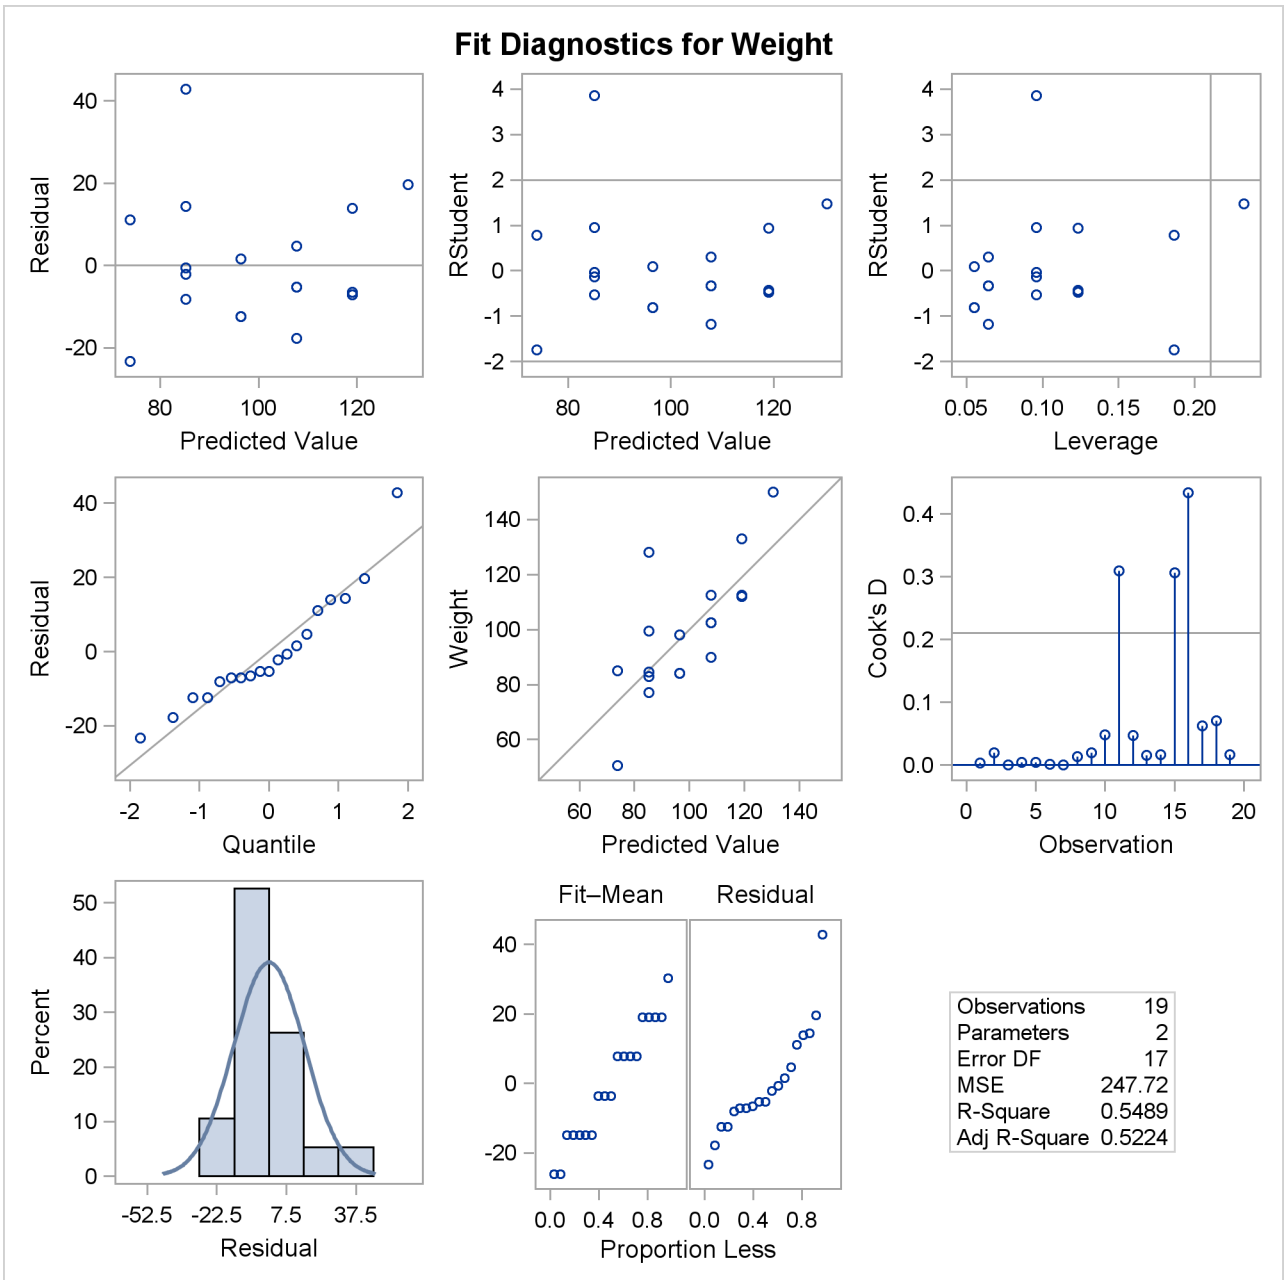 Fit Diagnostics for Weight
40
20
0
-20
Residual
80 100 120
Predicted Value
4
3
2
1
0
-1
-2
RStudent
80 100 120
Predicted Value
4
3
2
1
0
-1
-2
RStudent
0.05 0.10 0.15 0.20
Leverage
40
20
0
-20
Residual
-2 -1 0 1 2
Quantile
140
120
100
80
60
Weight
60 80 100 120 140
Predicted Value
0.4
0.3
0.2
0.1
0.0
Cook's D
0 5 10 15 20
Observation
50
30
20
10
0
Percent
-52.5 -22.5 7.5 37.5
Residual
Fit–Mean Residual
40
20
0
-20
0.0 0.4 0.8 0.0 0.4 0.8
Proportion Less
Observations 19
Parameters 2
Error DF 17
MSE 247.72
R-Square 0.5489
Adj R-Square 0.5224